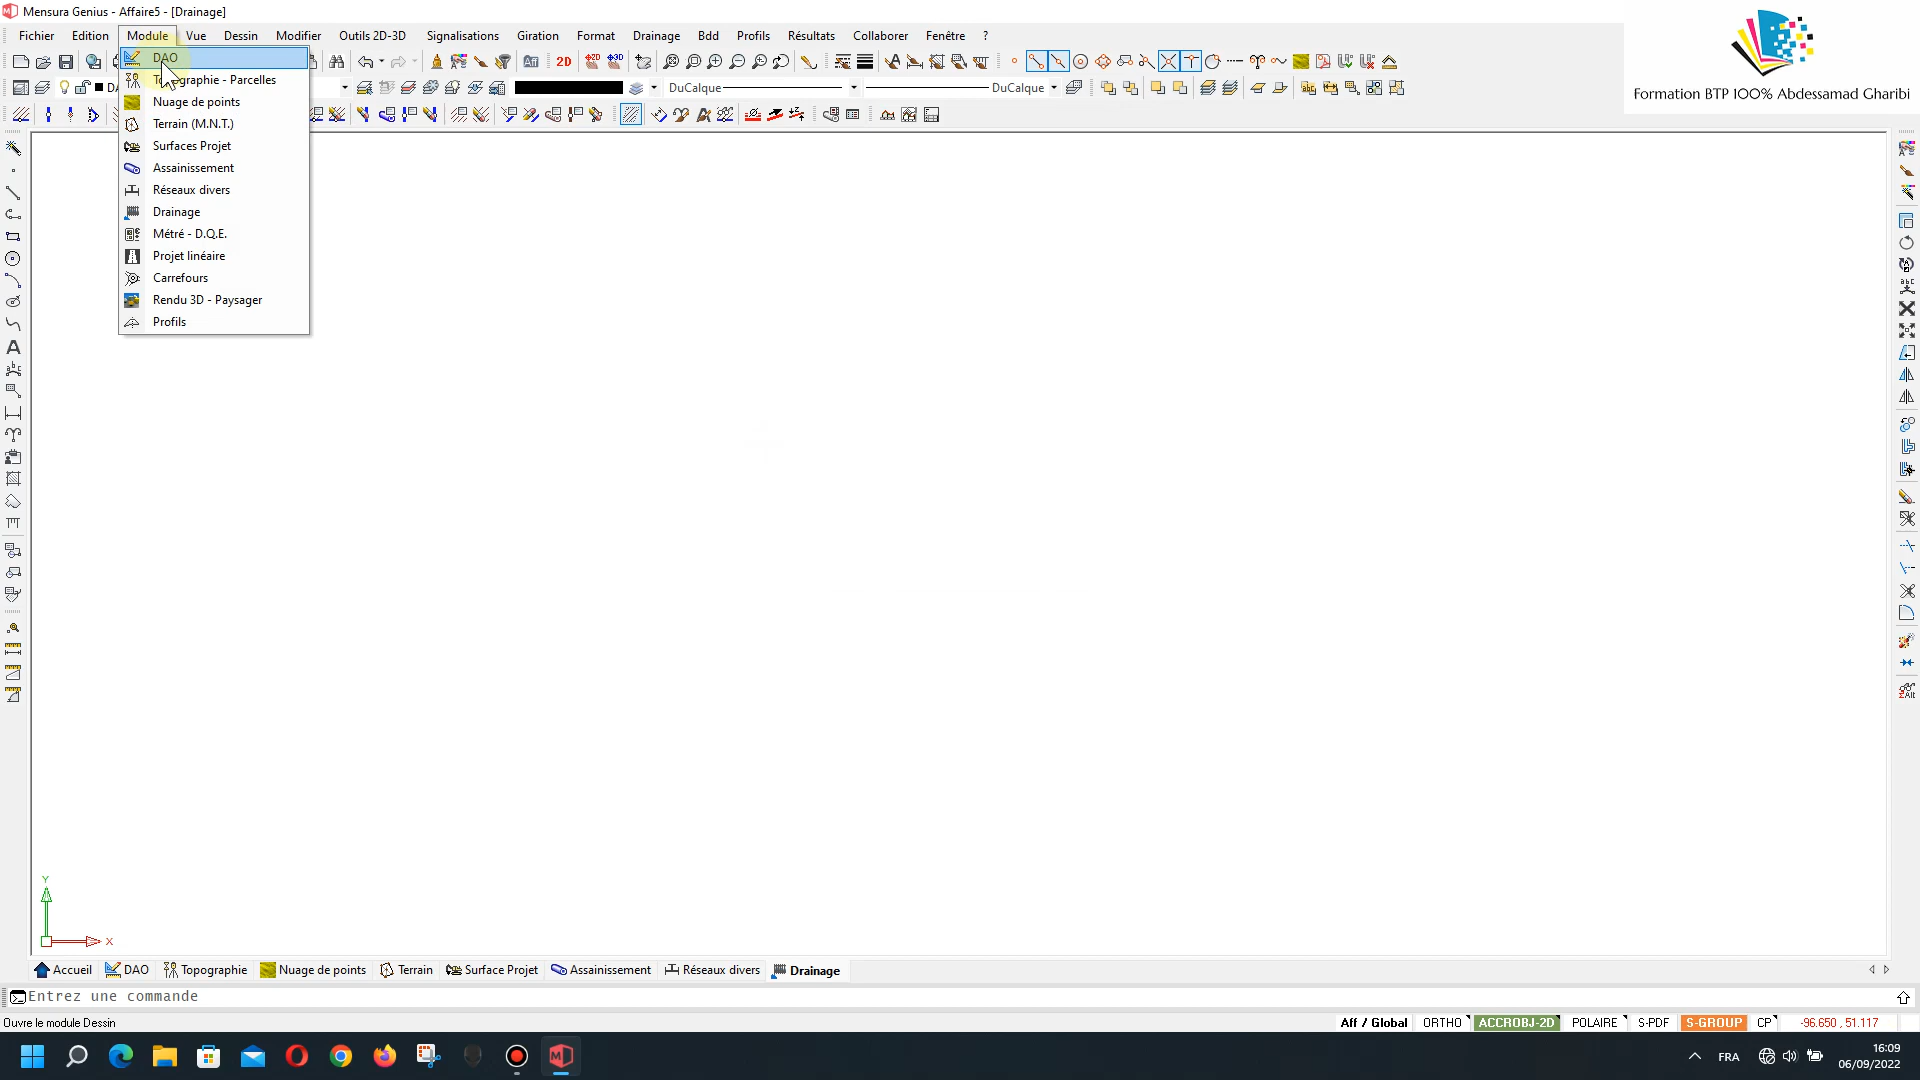 Mensura Genius - Affaire5 - [Drainage]
Fichier Edition Module Vue Dessin Modifier Outils 2D-3D Signalisations Giration Format Drainage Bdd Profils Résultats Collaborer Fenêtre ?
Aff 2D
DuCalque DuCalque
DAO
Topographie - Parcelles
Nuage de points
Terrain (M.N.T.)
Surfaces Projet
Assainissement
Réseaux divers
Drainage
Métré - D.Q.E.
Projet linéaire
Carrefours
Rendu 3D - Paysager
Profils
Formation BTP 100% Abdessamad Gharibi
Y
X
Accueil DAO Topographie Nuage de points Terrain Surface Projet Assainissement Réseaux divers Drainage
Entrez une commande
Ouvre le module Dessin
Aff / Global ORTHO ACCROBJ-2D POLAIRE S-PDF S-GROUP CP -96.650 , 51.117
FRA
16:09
06/09/2022